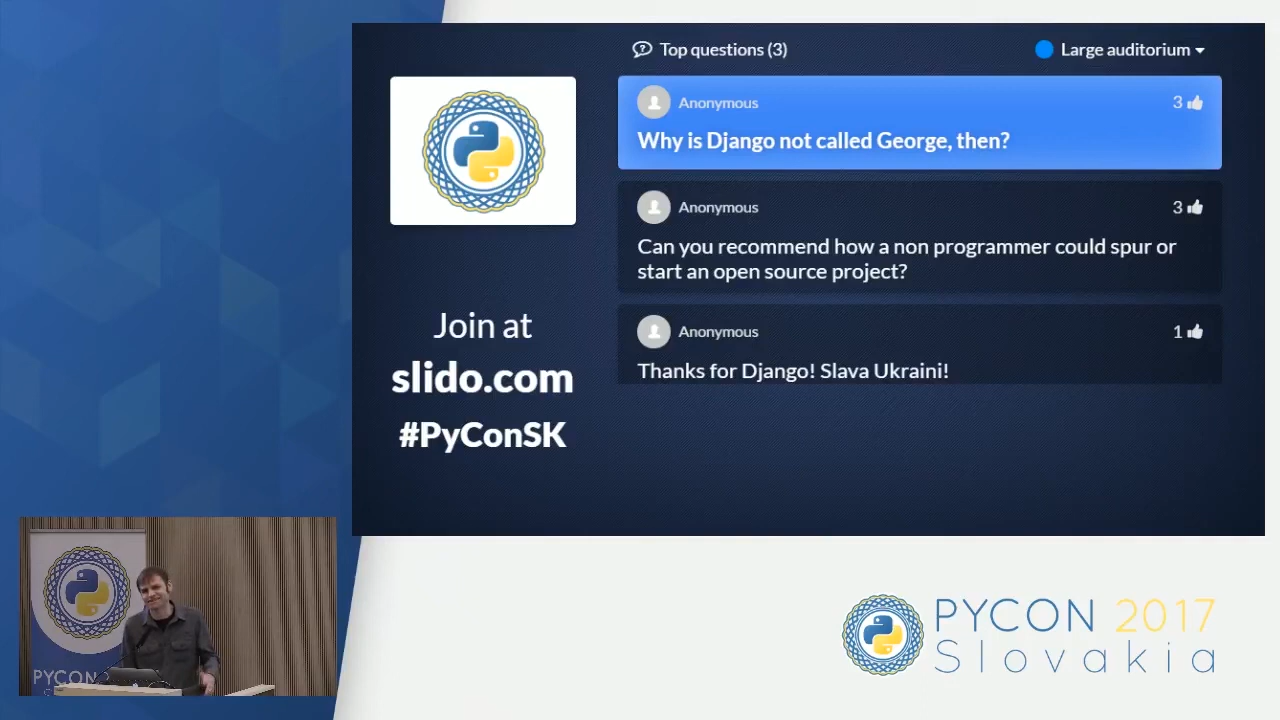 Top questions (3)
Large auditorium
Anonymous
3
Why is Django not called George, then?
Anonymous
3
Can you recommend how a non programmer could spur or
start an open source project?
Anonymous
1
Thanks for Django! Slava Ukraini!
Join at
slido.com
#PyConSK
PYCON
PYCON 2017
Slovakia